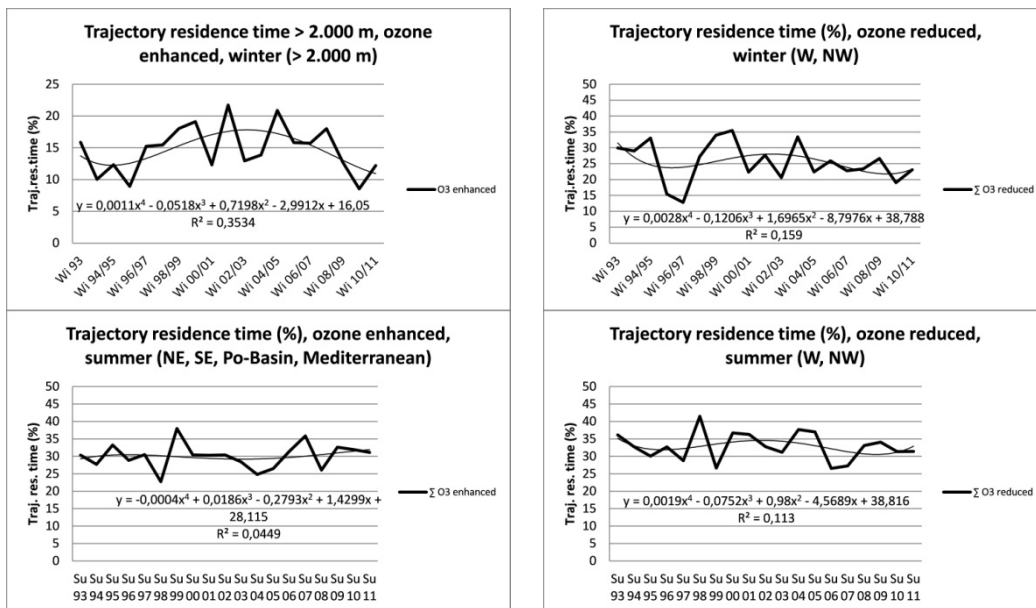 Trajectory residence time > 2.000 m, ozone
enhanced, winter (> 2.000 m)
Traj.res.time (%)
25
20
15
10
5
0
O3 enhanced
y = 0,0011x⁴ - 0,0518x³ + 0,7198x² - 2,9912x + 16,05
R² = 0,3534
Wi 93
Wi 94/95
Wi 96/97
Wi 98/99
Wi 00/01
Wi 02/03
Wi 04/05
Wi 06/07
Wi 08/09
Wi 10/11
Trajectory residence time (%), ozone reduced,
winter (W, NW)
Traj.res.time (%)
50
45
40
35
30
25
20
15
10
5
0
∑ O3 reduced
y = 0,0028x⁴ - 0,1206x³ + 1,6965x² - 8,7976x + 38,788
R² = 0,159
Wi 93
Wi 94/95
Wi 96/97
Wi 98/99
Wi 00/01
Wi 02/03
Wi 04/05
Wi 06/07
Wi 08/09
Wi 10/11
Trajectory residence time (%), ozone enhanced,
summer (NE, SE, Po-Basin, Mediterranean)
Traj. res. time (%)
50
45
40
35
30
25
20
15
10
5
0
∑ O3 enhanced
y = -0,0004x⁴ + 0,0186x³ - 0,2793x² + 1,4299x +
28,115
R² = 0,0449
Su Su Su Su Su Su Su Su Su Su Su Su Su Su Su Su Su Su Su
93 94 95 96 97 98 99 00 01 02 03 04 05 06 07 08 09 10 11
Trajectory residence time (%), ozone reduced,
summer (W, NW)
Traj. res. time (%)
50
45
40
35
30
25
20
15
10
5
0
∑ O3 reduced
y = 0,0019x⁴ - 0,0752x³ + 0,98x² - 4,5689x + 38,816
R² = 0,113
Su Su Su Su Su Su Su Su Su Su Su Su Su Su Su Su Su Su Su
93 94 95 96 97 98 99 00 01 02 03 04 05 06 07 08 09 10 11